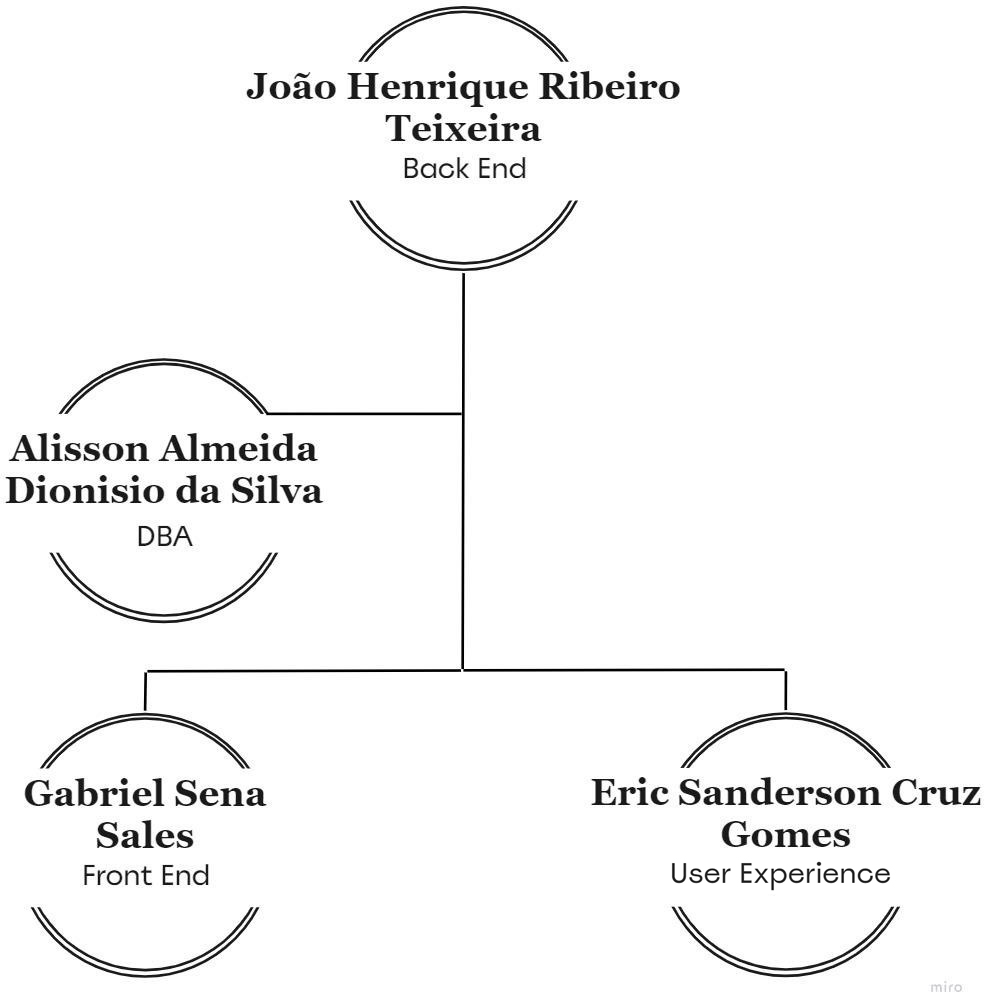 João Henrique Ribeiro
Teixeira
Back End
Alisson Almeida
Dionisio da Silva
DBA
Gabriel Sena
Sales
Front End
Eric Sanderson Cruz
Gomes
User Experience
miro